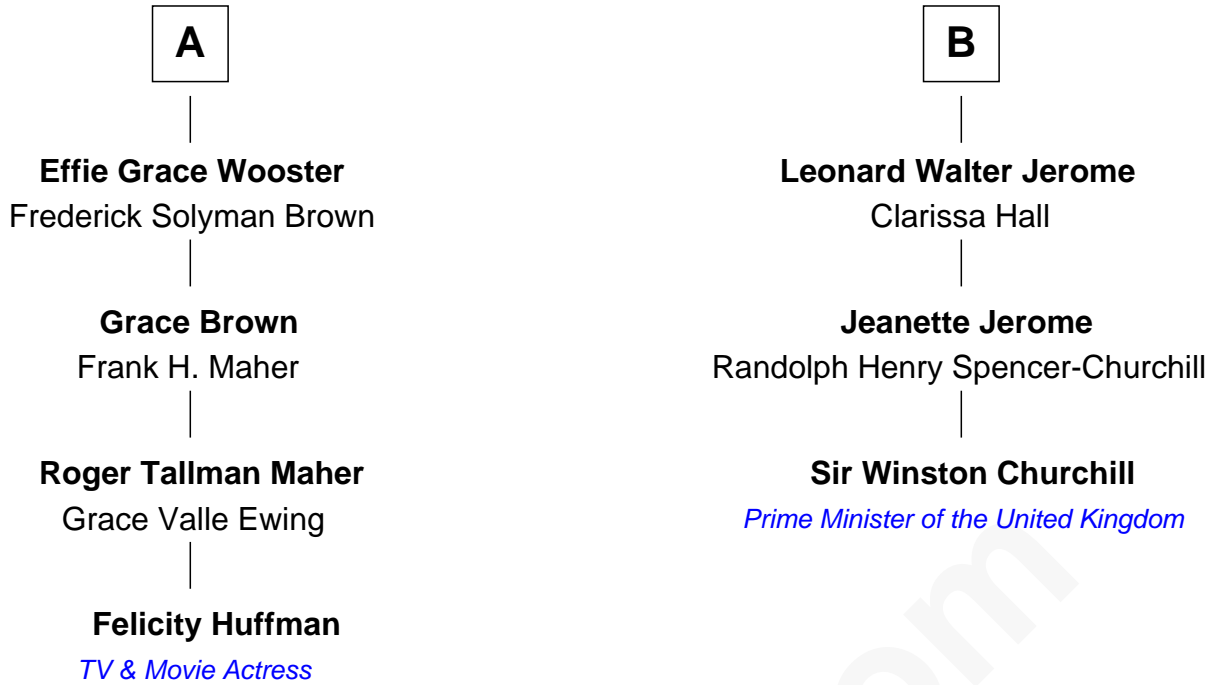 A
Effie Grace Wooster
Frederick Solyman Brown
Grace Brown
Frank H. Maher
Roger Tallman Maher
Grace Valle Ewing
Felicity Huffman
TV & Movie Actress
B
Leonard Walter Jerome
Clarissa Hall
Jeanette Jerome
Randolph Henry Spencer-Churchill
Sir Winston Churchill
Prime Minister of the United Kingdom
om